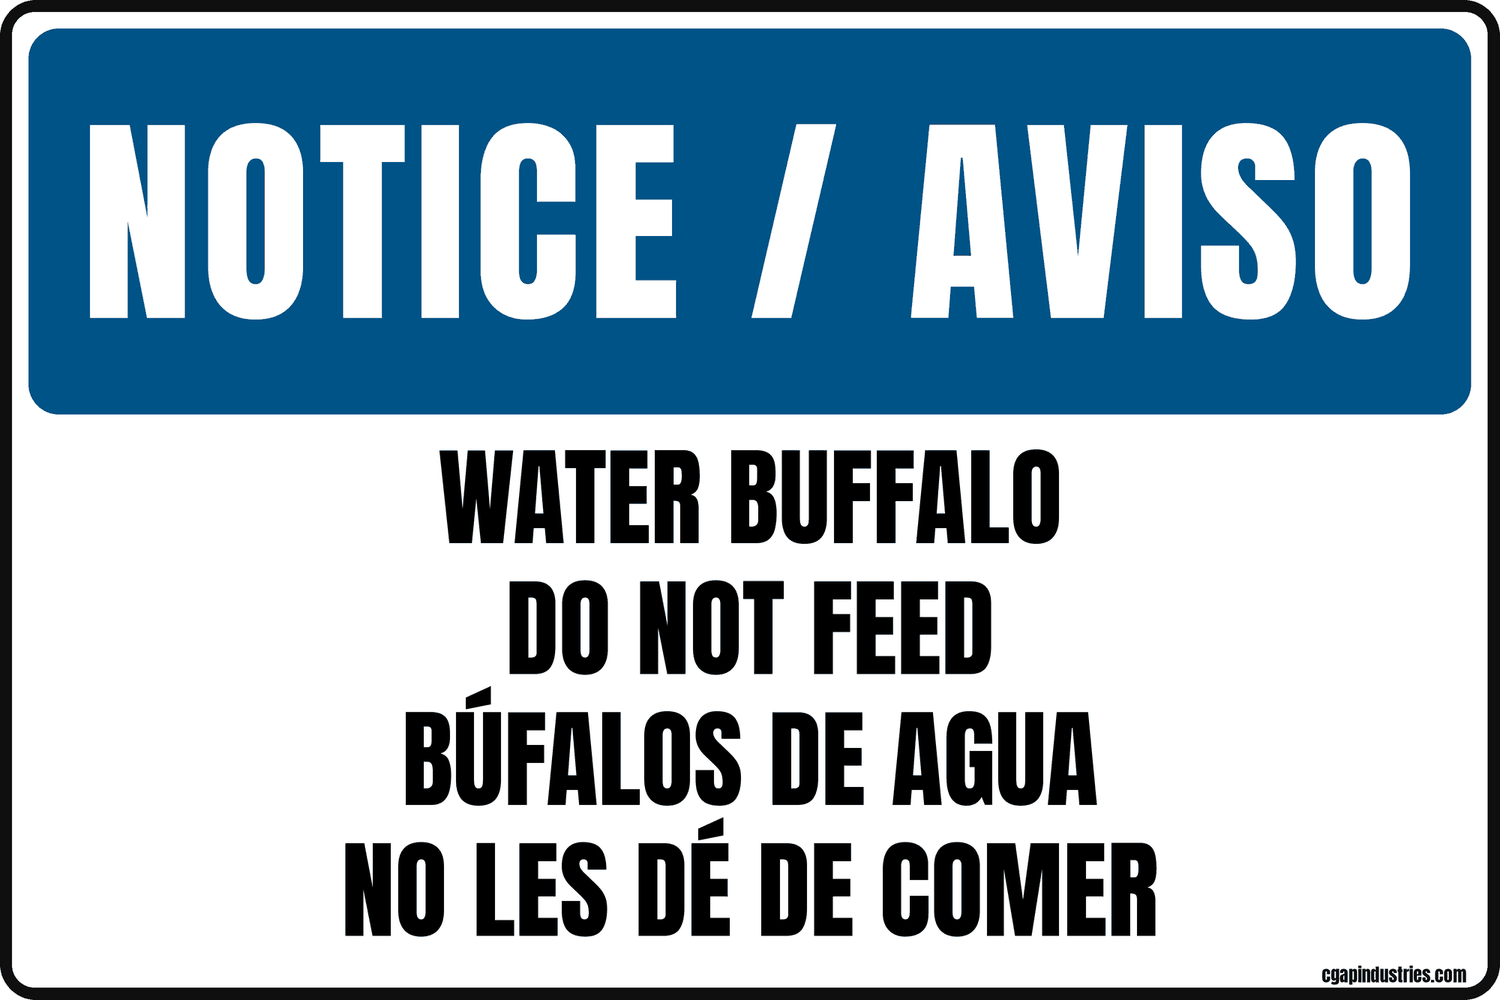 NOTICE / AVISO
WATER BUFFALO
DO NOT FEED
BÚFALOS DE AGUA
NO LES DÉ DE COMER
cgapindustries.com